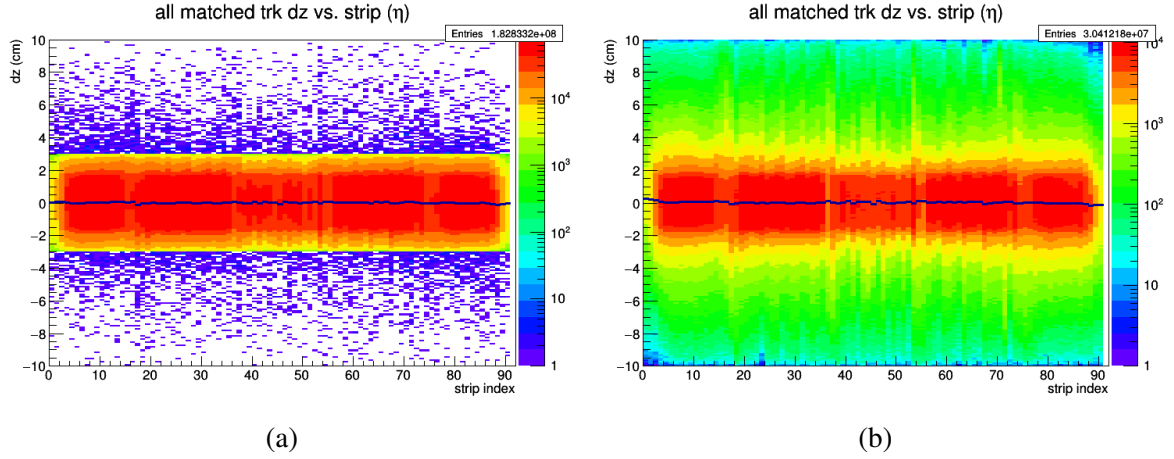 all matched trk dz vs. strip (η)
Entries 1.828332e+08
dz (cm)
10
8
6
4
2
0
−2
−4
−6
−8
−10
0 10 20 30 40 50 60 70 80 90
strip index
10⁴
10³
10²
10
1
(a)
all matched trk dz vs. strip (η)
Entries 3.041218e+07
dz (cm)
10
8
6
4
2
0
−2
−4
−6
−8
−10
0 10 20 30 40 50 60 70 80 90
strip index
10⁴
10³
10²
10
1
(b)